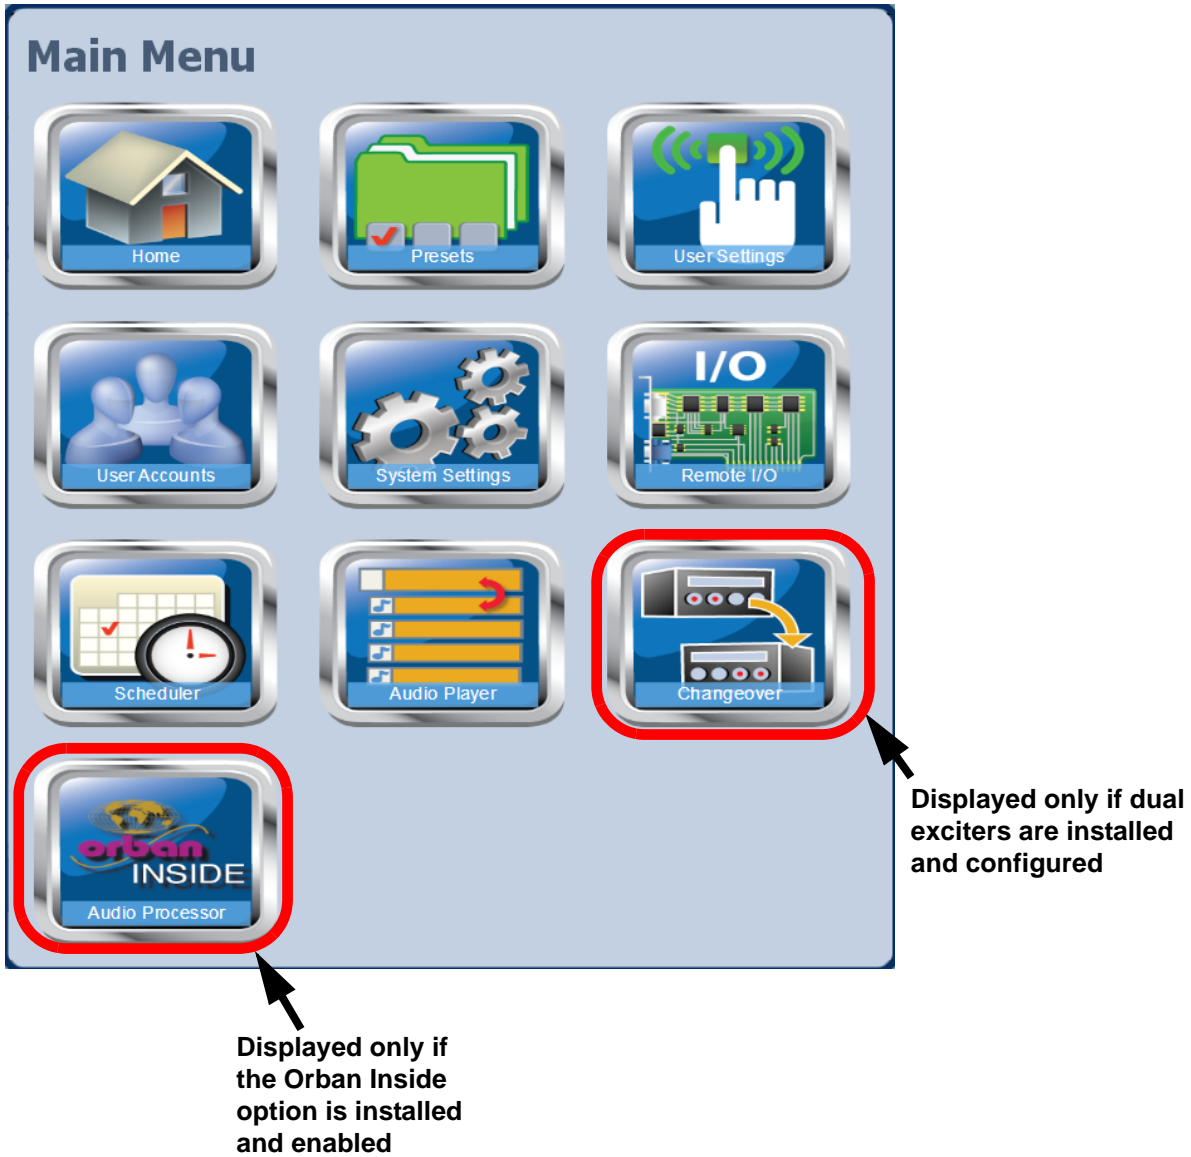 Main Menu
Home
Presets
User Settings
User Accounts
System Settings
I/O
Remote I/O
Scheduler
Audio Player
Changeover
orban
INSIDE
Audio Processor
Displayed only if dual
exciters are installed
and configured
Displayed only if
the Orban Inside
option is installed
and enabled